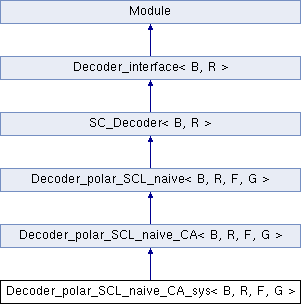 Module
Decoder_interface< B, R >
SC_Decoder< B, R >
Decoder_polar_SCL_naive< B, R, F, G >
Decoder_polar_SCL_naive_CA< B, R, F, G >
Decoder_polar_SCL_naive_CA_sys< B, R, F, G >